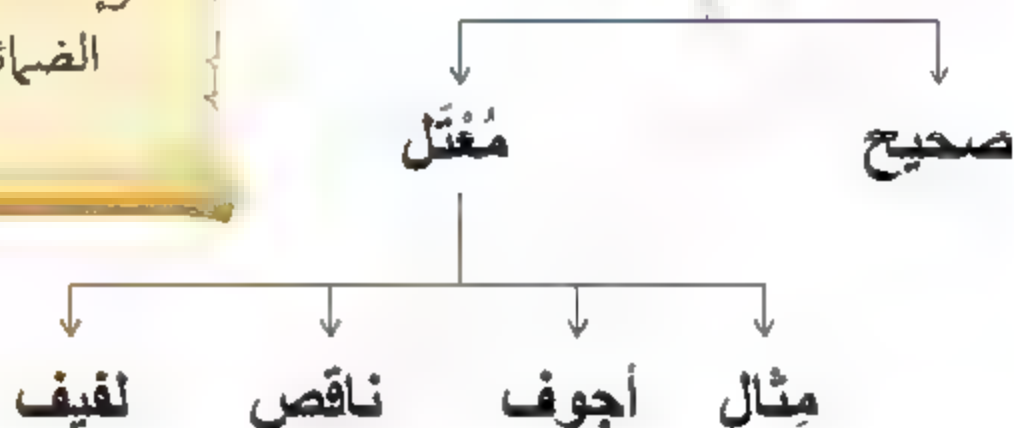 صحيح
مُعْتَل
مِثال
أجوف
ناقص
لفيف